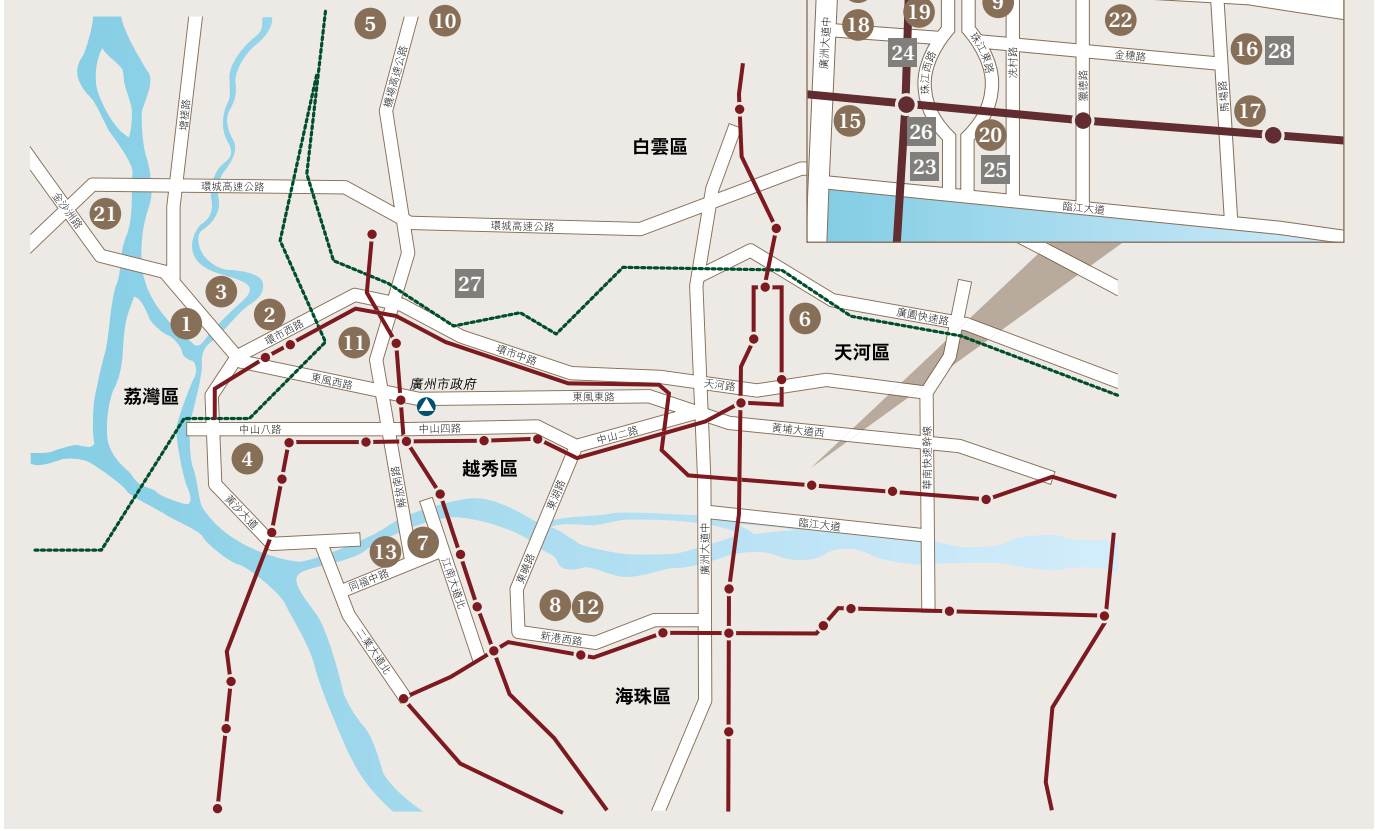 5
10
機場高速公路
增槎路
白雲區
環城高速公路
環城高速公路
金沙洲路
21
27
3
1
2
環市西路
11
環市中路
6
廣園快速路
天河區
東風西路
廣州市政府
東風東路
天河路
荔灣區
中山八路
中山四路
中山二路
黃埔大道西
4
越秀區
解放南路
華南快速幹線
黃沙大道
東湖路
臨江大道
廣洲大道中
13
7
同福中路
江南大道北
東曉路
8
12
新港西路
海珠區
18
19
9
22
廣洲大道中
24
珠江西路
珠江東路
冼村路
金穗路
獵德路
16
28
馬場路
15
26
20
17
23
25
臨江大道